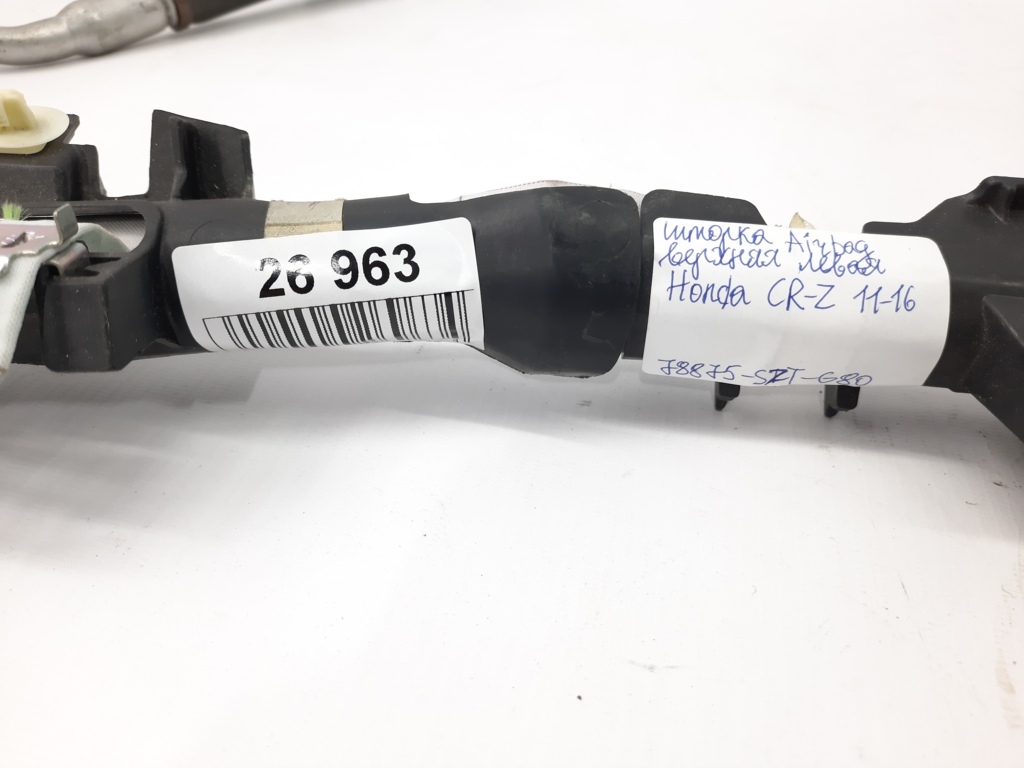 26 963
шторка Airbag
верхняя левая
Honda CR-Z 11-16
78875-SZT-G80